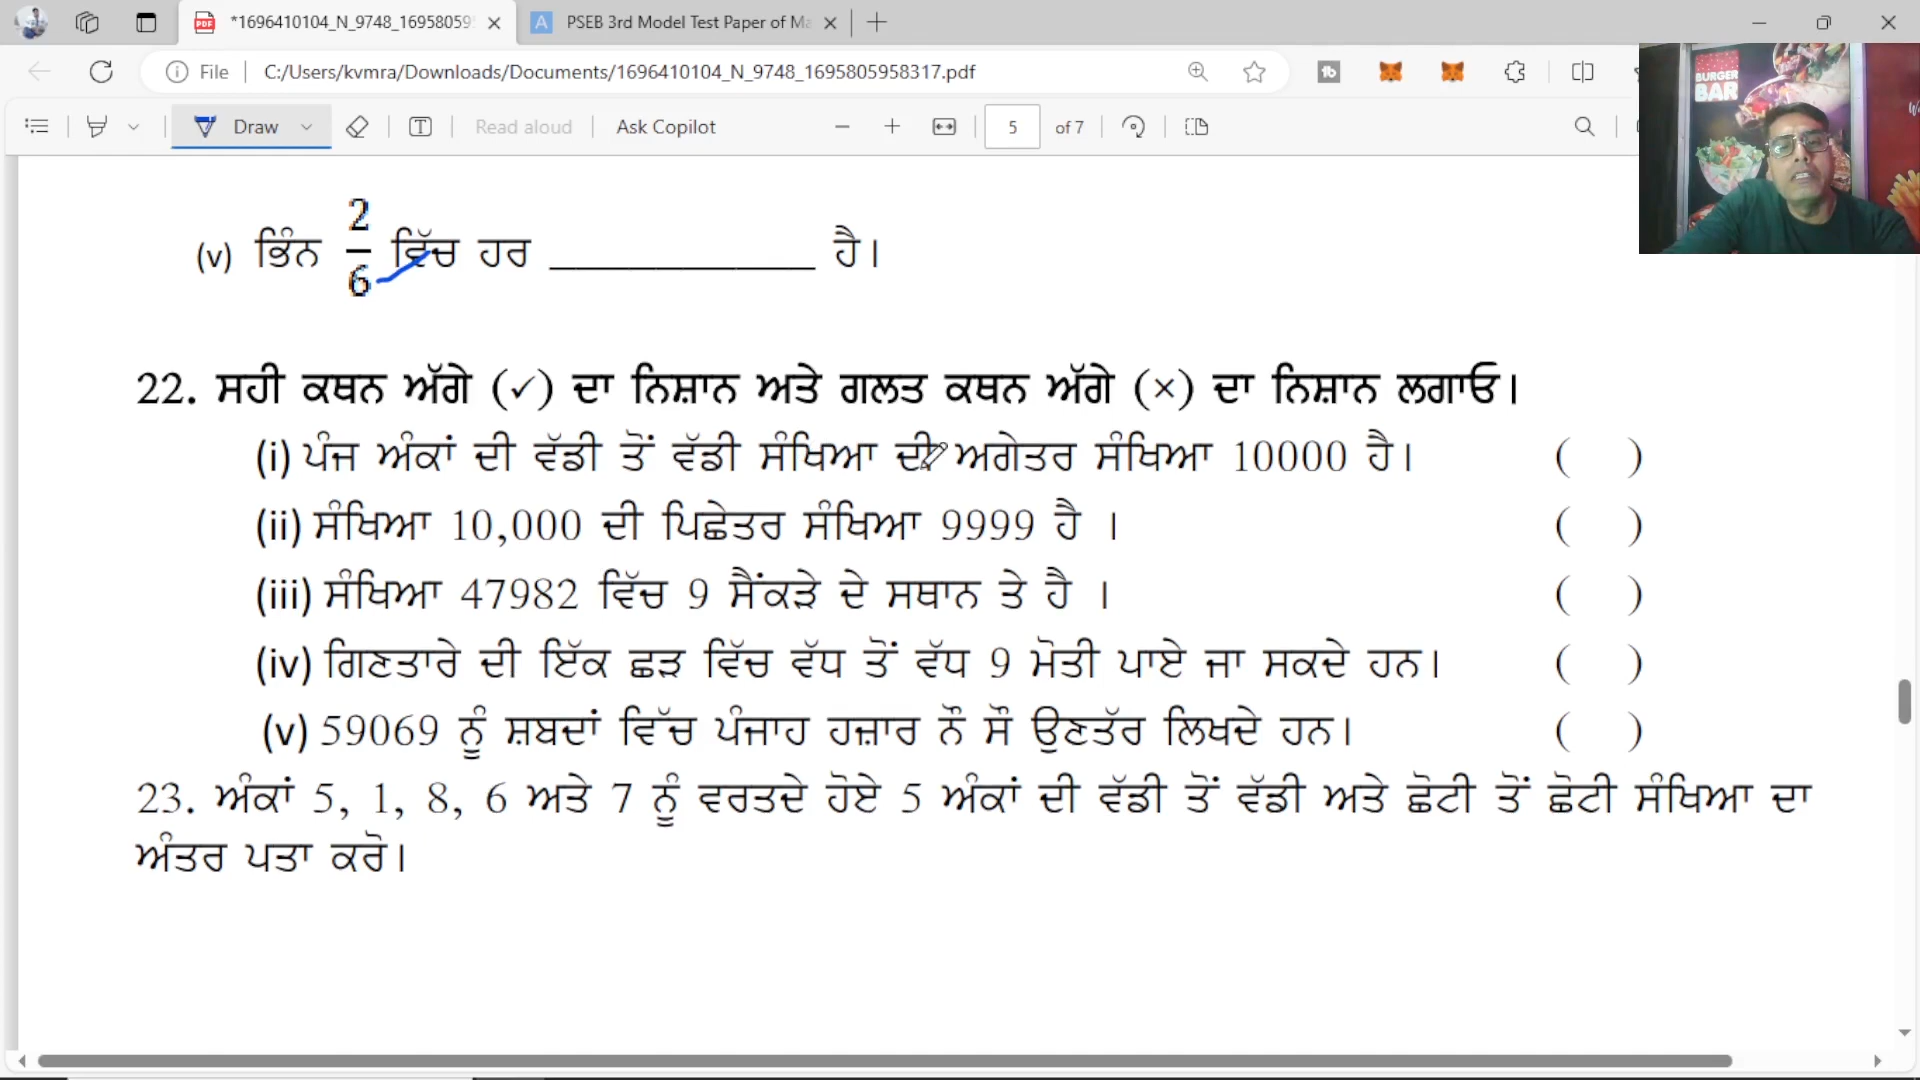 *1696410104_N_9748_169580595
PSEB 3rd Model Test Paper of Ma
File
C:/Users/kvmra/Downloads/Documents/1696410104_N_9748_1695805958317.pdf
Draw
Read aloud
Ask Copilot
5 of 7
BURGER
BAR
(v) ਭਿੰਨ 2/6 ਵਿੱਚ ਹਰ ____________ ਹੈ।
22. ਸਹੀ ਕਥਨ ਅੱਗੇ (✓) ਦਾ ਨਿਸ਼ਾਨ ਅਤੇ ਗਲਤ ਕਥਨ ਅੱਗੇ (×) ਦਾ ਨਿਸ਼ਾਨ ਲਗਾਓ।
(i) ਪੰਜ ਅੰਕਾਂ ਦੀ ਵੱਡੀ ਤੋਂ ਵੱਡੀ ਸੰਖਿਆ ਦੀ ਅਗੇਤਰ ਸੰਖਿਆ 10000 ਹੈ। ( )
(ii) ਸੰਖਿਆ 10,000 ਦੀ ਪਿਛੇਤਰ ਸੰਖਿਆ 9999 ਹੈ । ( )
(iii) ਸੰਖਿਆ 47982 ਵਿੱਚ 9 ਸੈਂਕੜੇ ਦੇ ਸਥਾਨ ਤੇ ਹੈ । ( )
(iv) ਗਿਣਤਾਰੇ ਦੀ ਇੱਕ ਛੜ ਵਿੱਚ ਵੱਧ ਤੋਂ ਵੱਧ 9 ਮੋਤੀ ਪਾਏ ਜਾ ਸਕਦੇ ਹਨ। ( )
(v) 59069 ਨੂੰ ਸ਼ਬਦਾਂ ਵਿੱਚ ਪੰਜਾਹ ਹਜ਼ਾਰ ਨੌ ਸੌ ਉਣਤੱਰ ਲਿਖਦੇ ਹਨ। ( )
23. ਅੰਕਾਂ 5, 1, 8, 6 ਅਤੇ 7 ਨੂੰ ਵਰਤਦੇ ਹੋਏ 5 ਅੰਕਾਂ ਦੀ ਵੱਡੀ ਤੋਂ ਵੱਡੀ ਅਤੇ ਛੋਟੀ ਤੋਂ ਛੋਟੀ ਸੰਖਿਆ ਦਾ
ਅੰਤਰ ਪਤਾ ਕਰੋ।